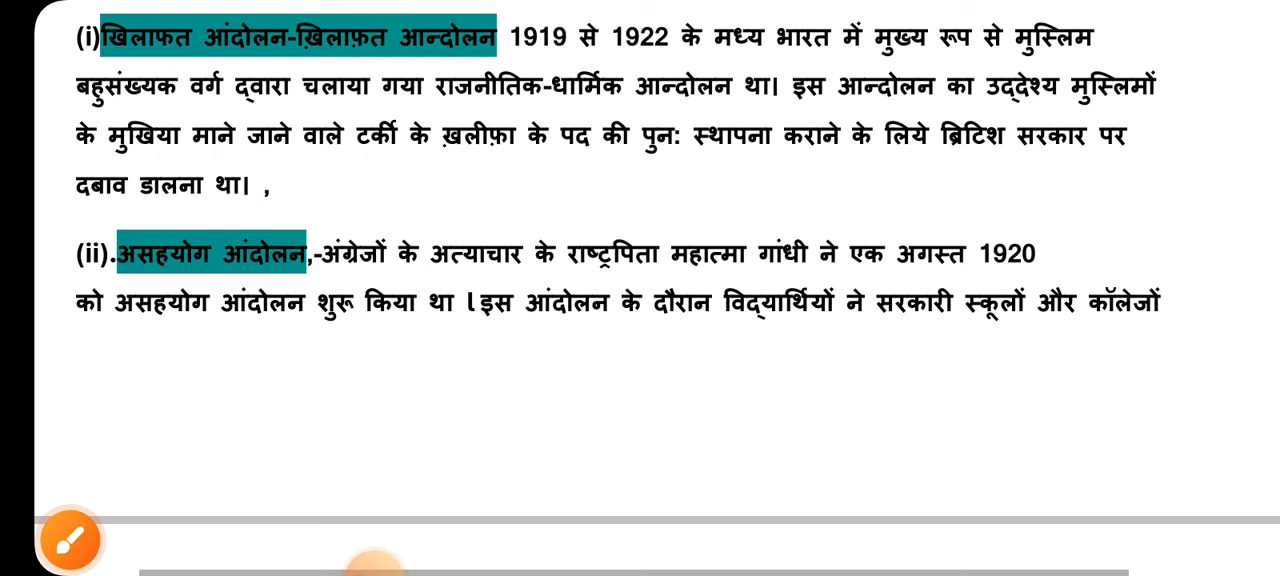 (i)खिलाफत आंदोलन-ख़िलाफ़त आन्दोलन 1919 से 1922 के मध्य भारत में मुख्य रूप से मुस्लिम
बहुसंख्यक वर्ग द्वारा चलाया गया राजनीतिक-धार्मिक आन्दोलन था। इस आन्दोलन का उद्देश्य मुस्लिमों
के मुखिया माने जाने वाले टर्की के ख़लीफ़ा के पद की पुन: स्थापना कराने के लिये ब्रिटिश सरकार पर
दबाव डालना था। ,
(ii).असहयोग आंदोलन,-अंग्रेजों के अत्याचार के राष्ट्रपिता महात्मा गांधी ने एक अगस्त 1920
को असहयोग आंदोलन शुरू किया था l इस आंदोलन के दौरान विद्यार्थियों ने सरकारी स्कूलों और कॉलेजों